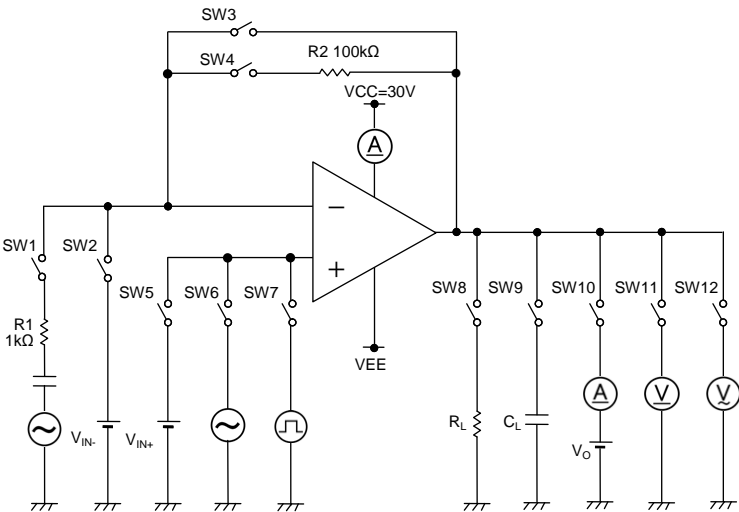 SW3
SW4
R2 100kΩ
VCC=30V
A
SW1
SW2
SW5
SW6
SW7
SW8
SW9
SW10
SW11
SW12
R1
1kΩ
VEE
A
V
V
VIN-
VIN+
RL
CL
VO